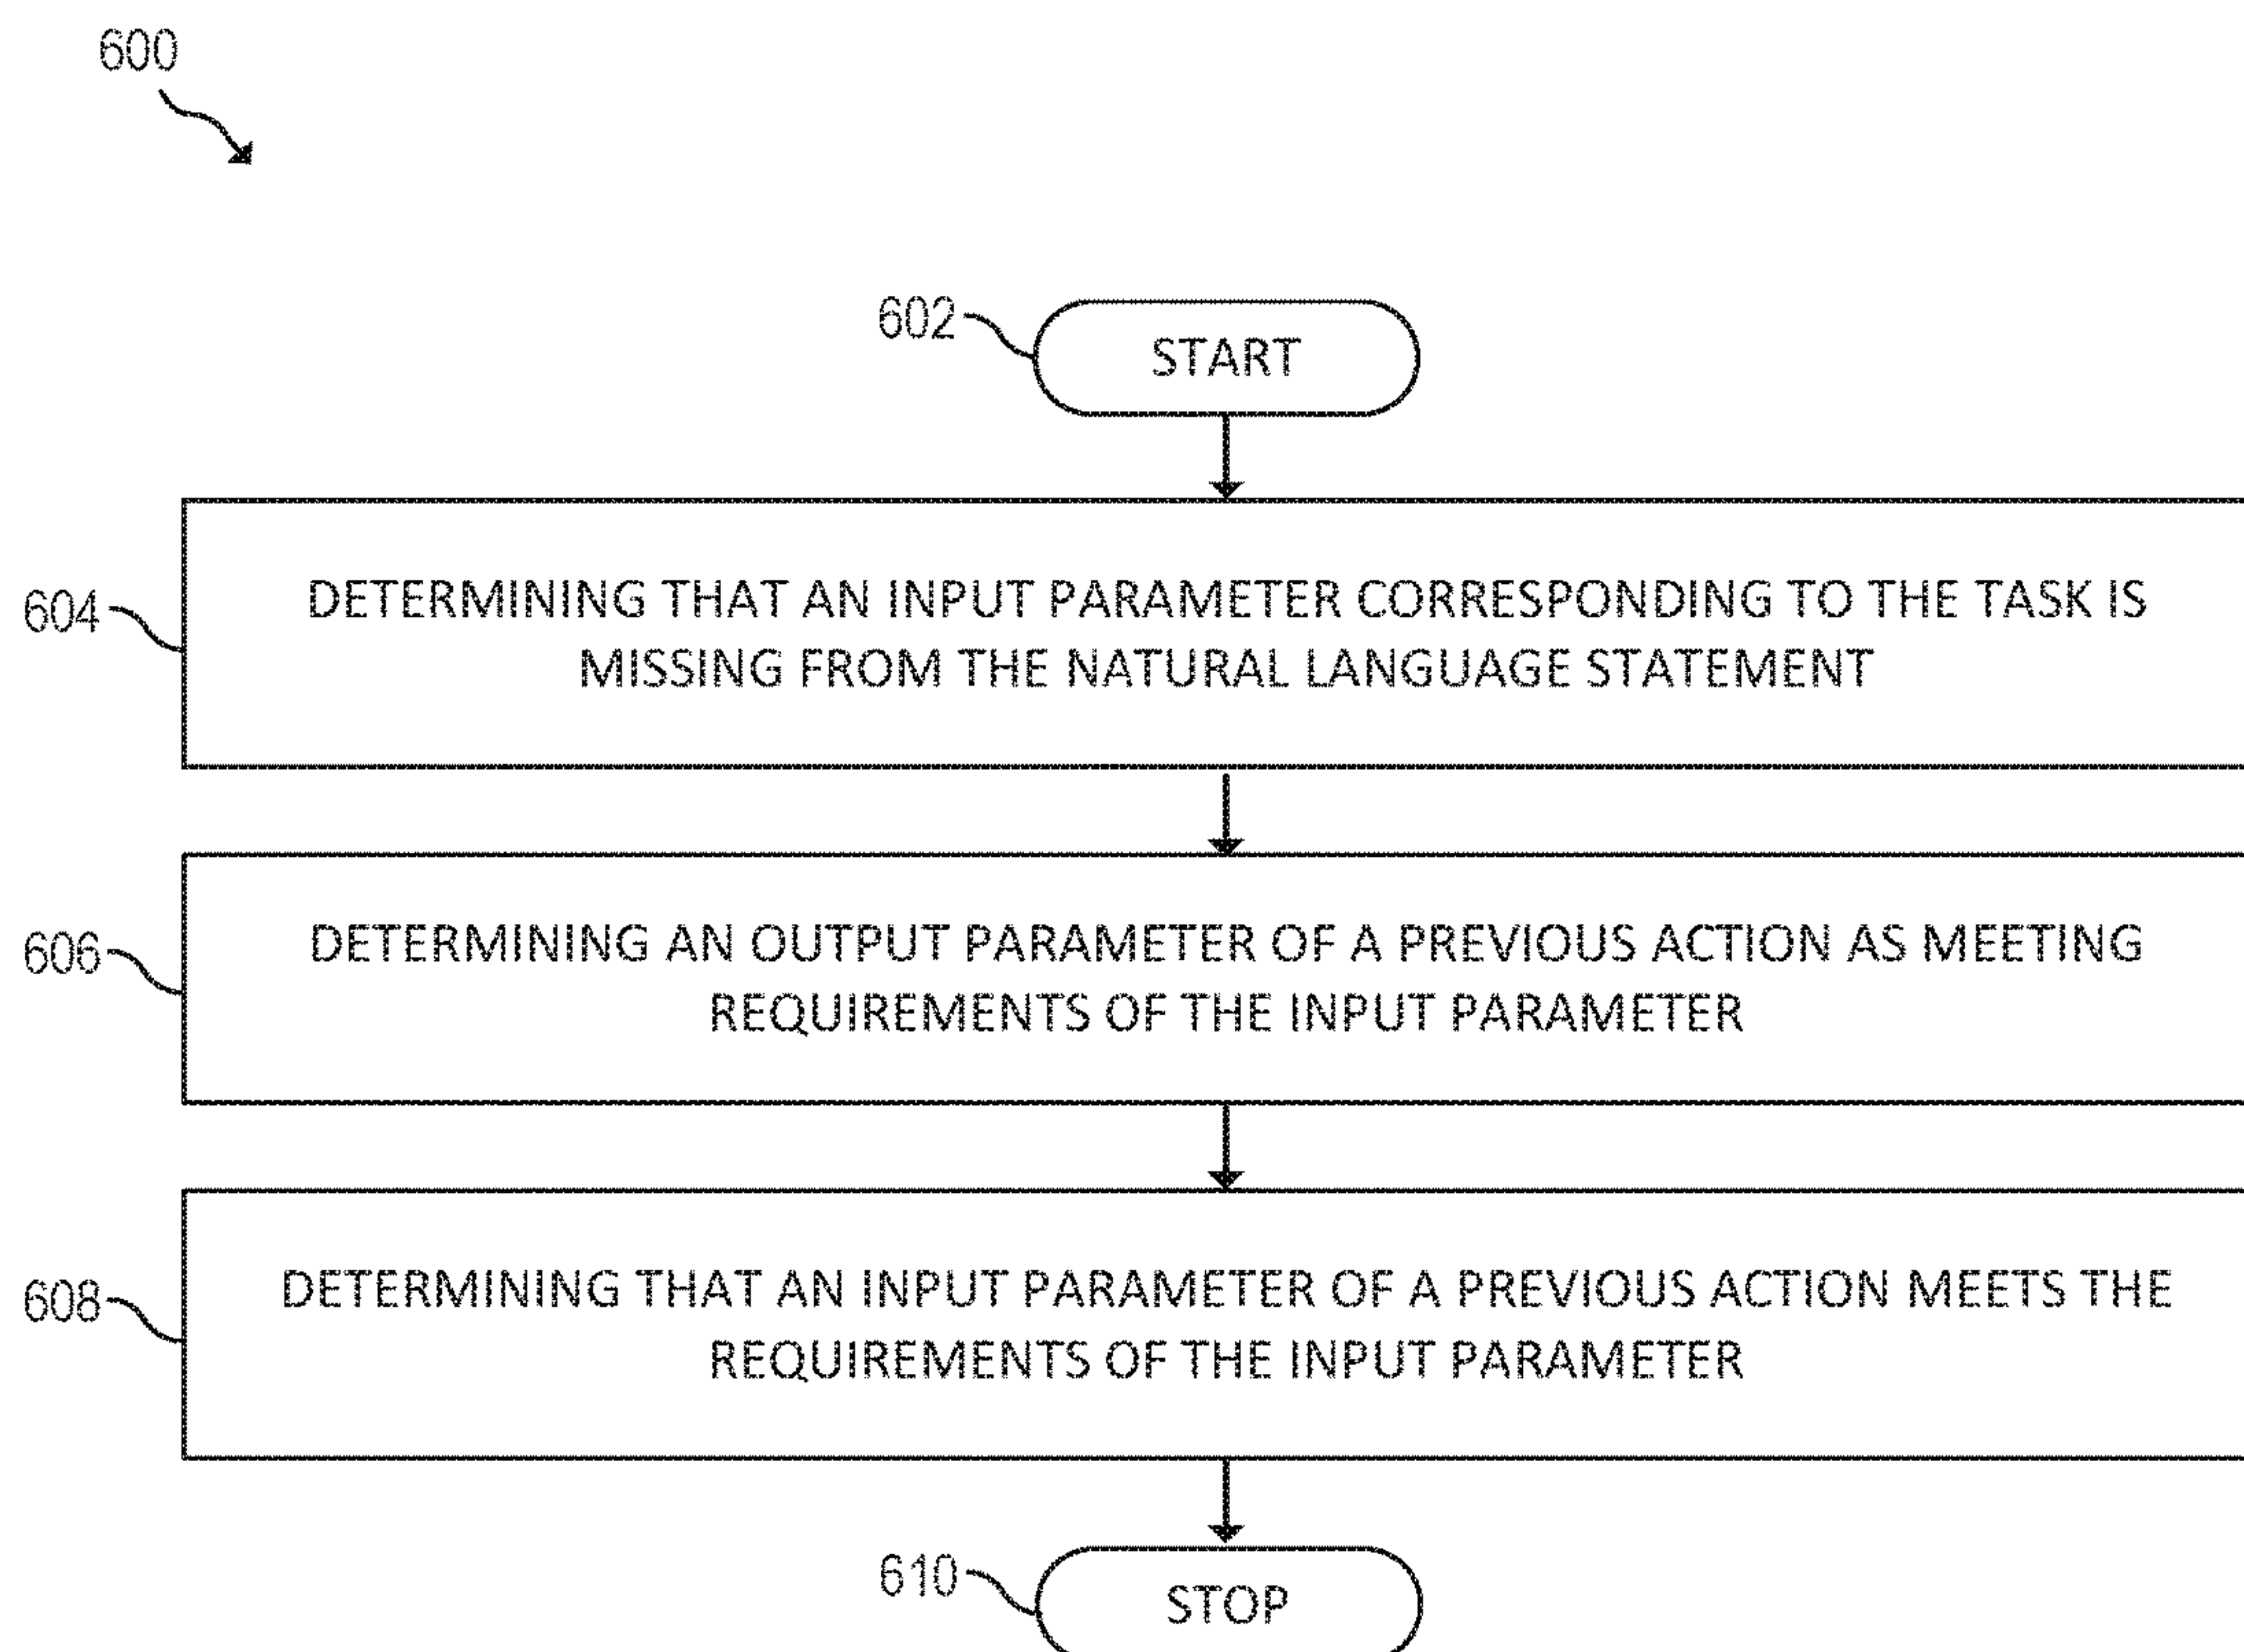 600
602
START
604
DETERMINING THAT AN INPUT PARAMETER CORRESPONDING TO THE TASK IS
MISSING FROM THE NATURAL LANGUAGE STATEMENT
606
DETERMINING AN OUTPUT PARAMETER OF A PREVIOUS ACTION AS MEETING
REQUIREMENTS OF THE INPUT PARAMETER
608
DETERMINING THAT AN INPUT PARAMETER OF A PREVIOUS ACTION MEETS THE
REQUIREMENTS OF THE INPUT PARAMETER
610
STOP